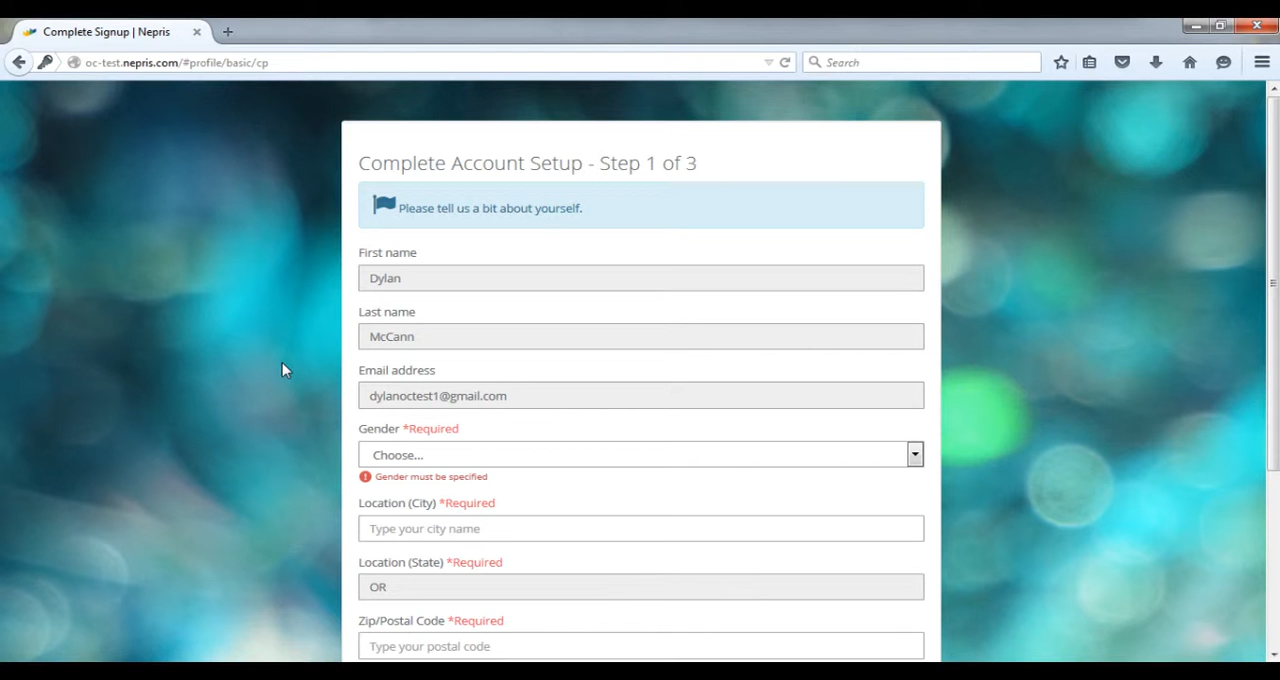 Complete Signup | Nepris
oc-test.nepris.com/#profile/basic/cp
Search
Complete Account Setup - Step 1 of 3
Please tell us a bit about yourself.
First name
Dylan
Last name
McCann
Email address
dylanoctest1@gmail.com
Gender *Required
Choose...
Gender must be specified
Location (City) *Required
Type your city name
Location (State) *Required
OR
Zip/Postal Code *Required
Type your postal code